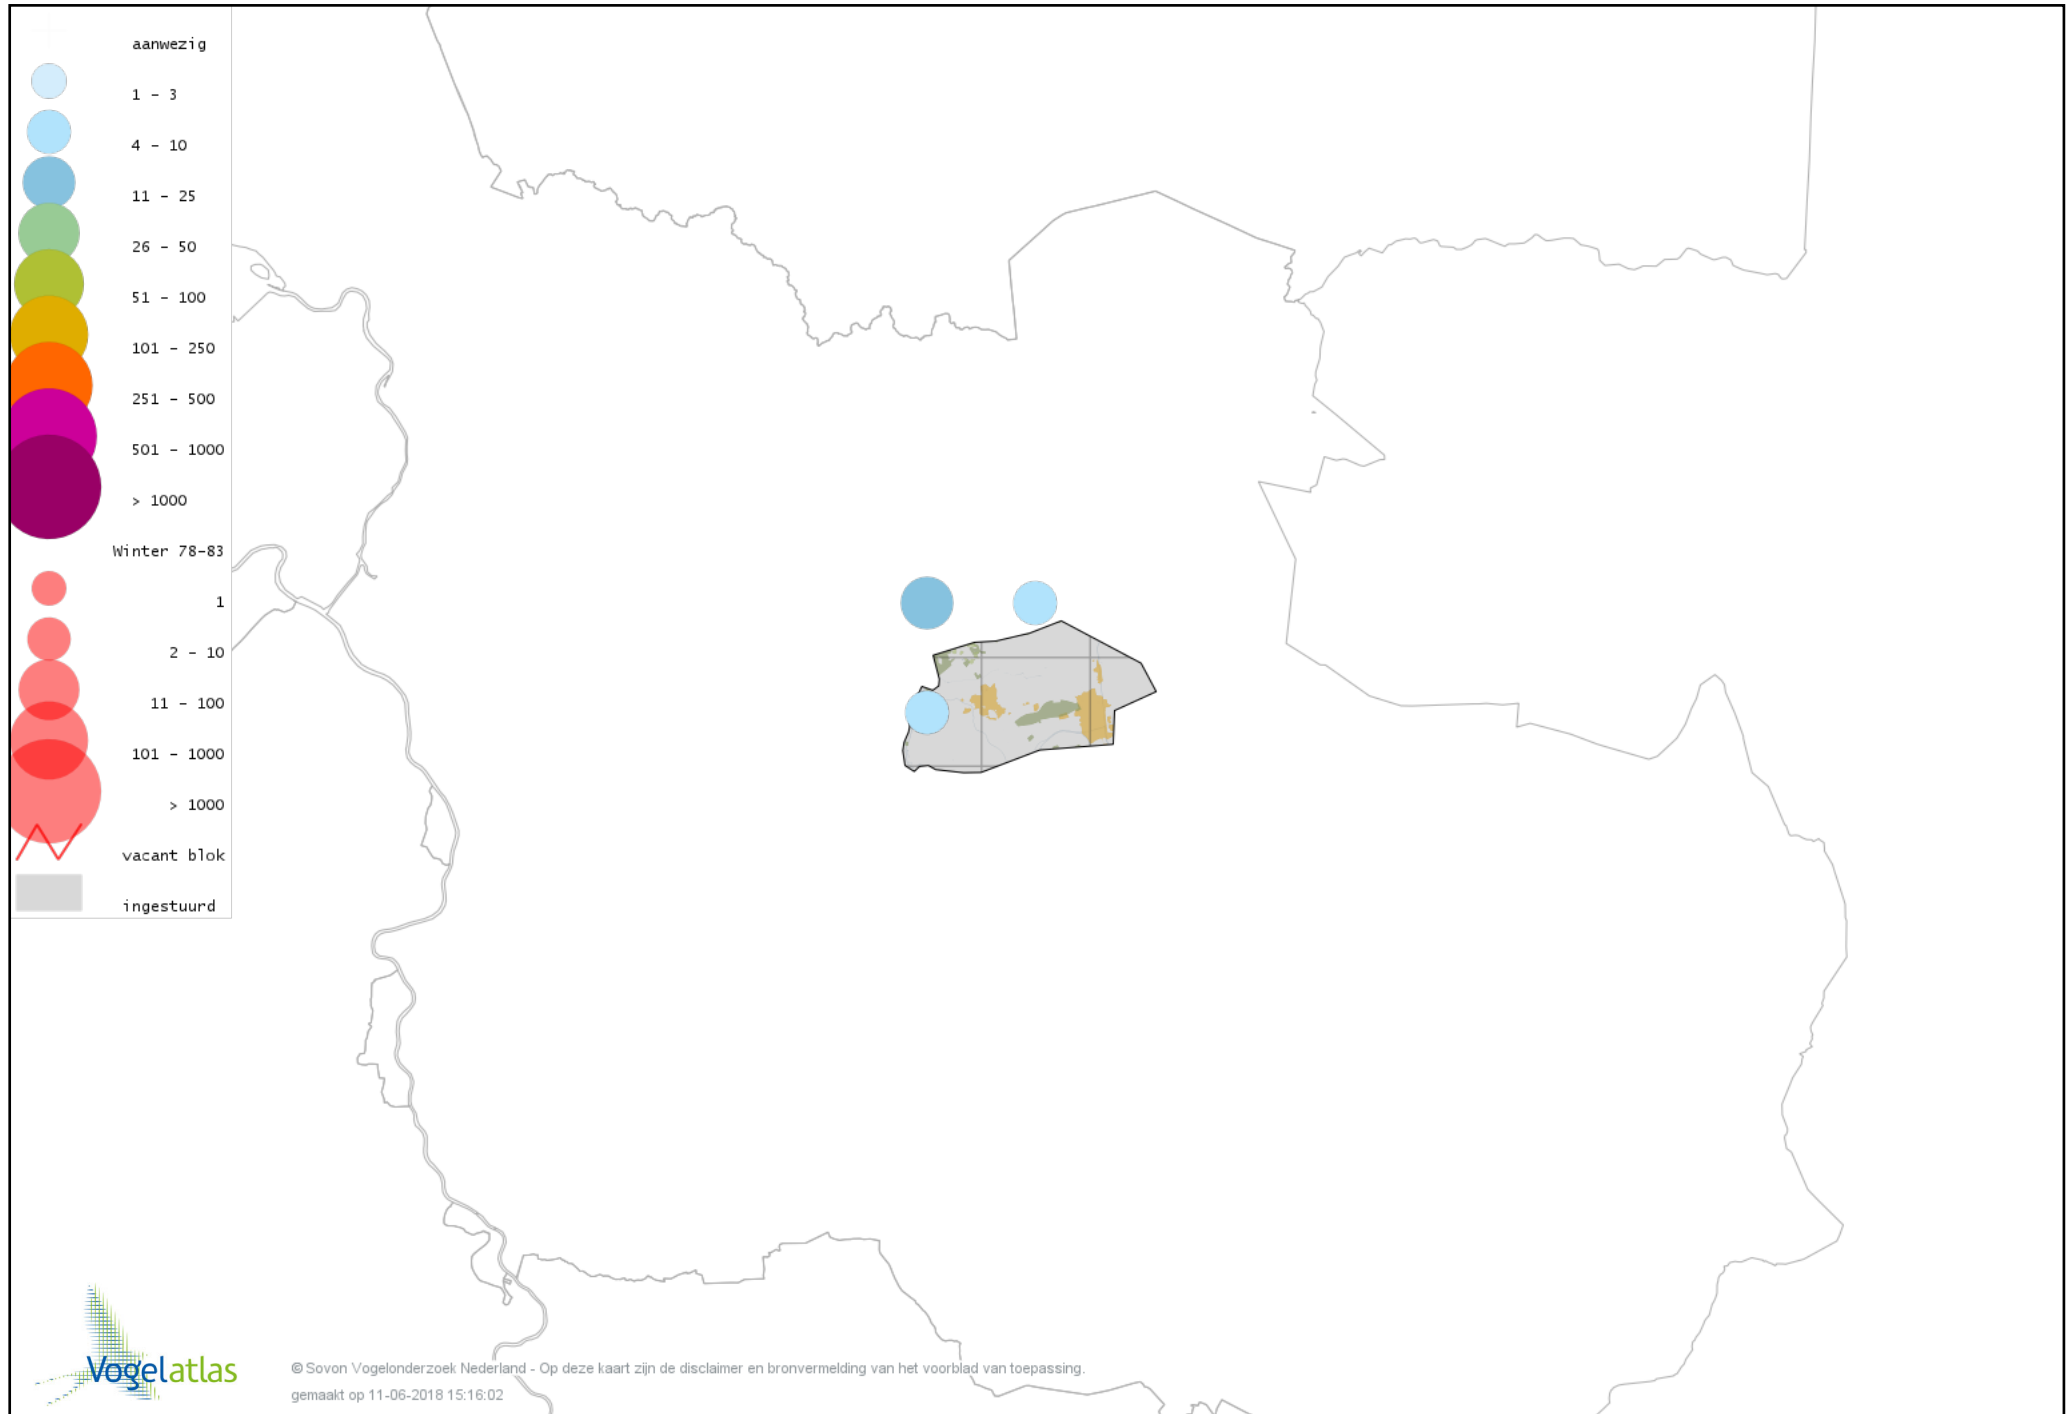 aanwezig
1 - 3
4 - 10
11 - 25
26 - 50
51 - 100
101 - 250
251 - 500
501 - 1000
> 1000
Winter 78-83
1
2 - 10
11 - 100
101 - 1000
> 1000
vacant blok
ingestuurd
Vogelatlas
© Sovon Vogelonderzoek Nederland - Op deze kaart zijn de disclaimer en bronvermelding van het voorblad van toepassing.
gemaakt op 11-06-2018 15:16:02